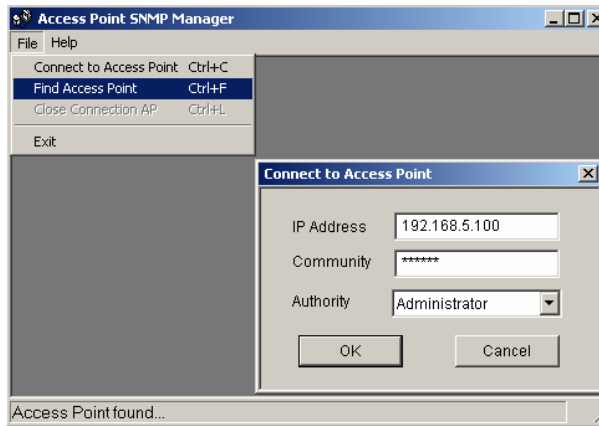 Access Point SNMP Manager
File Help
Connect to Access Point Ctrl+C
Find Access Point Ctrl+F
Close Connection AP Ctrl+L
Exit
Connect to Access Point
IP Address 192.168.5.100
Community ******
Authority Administrator
OK Cancel
Access Point found...